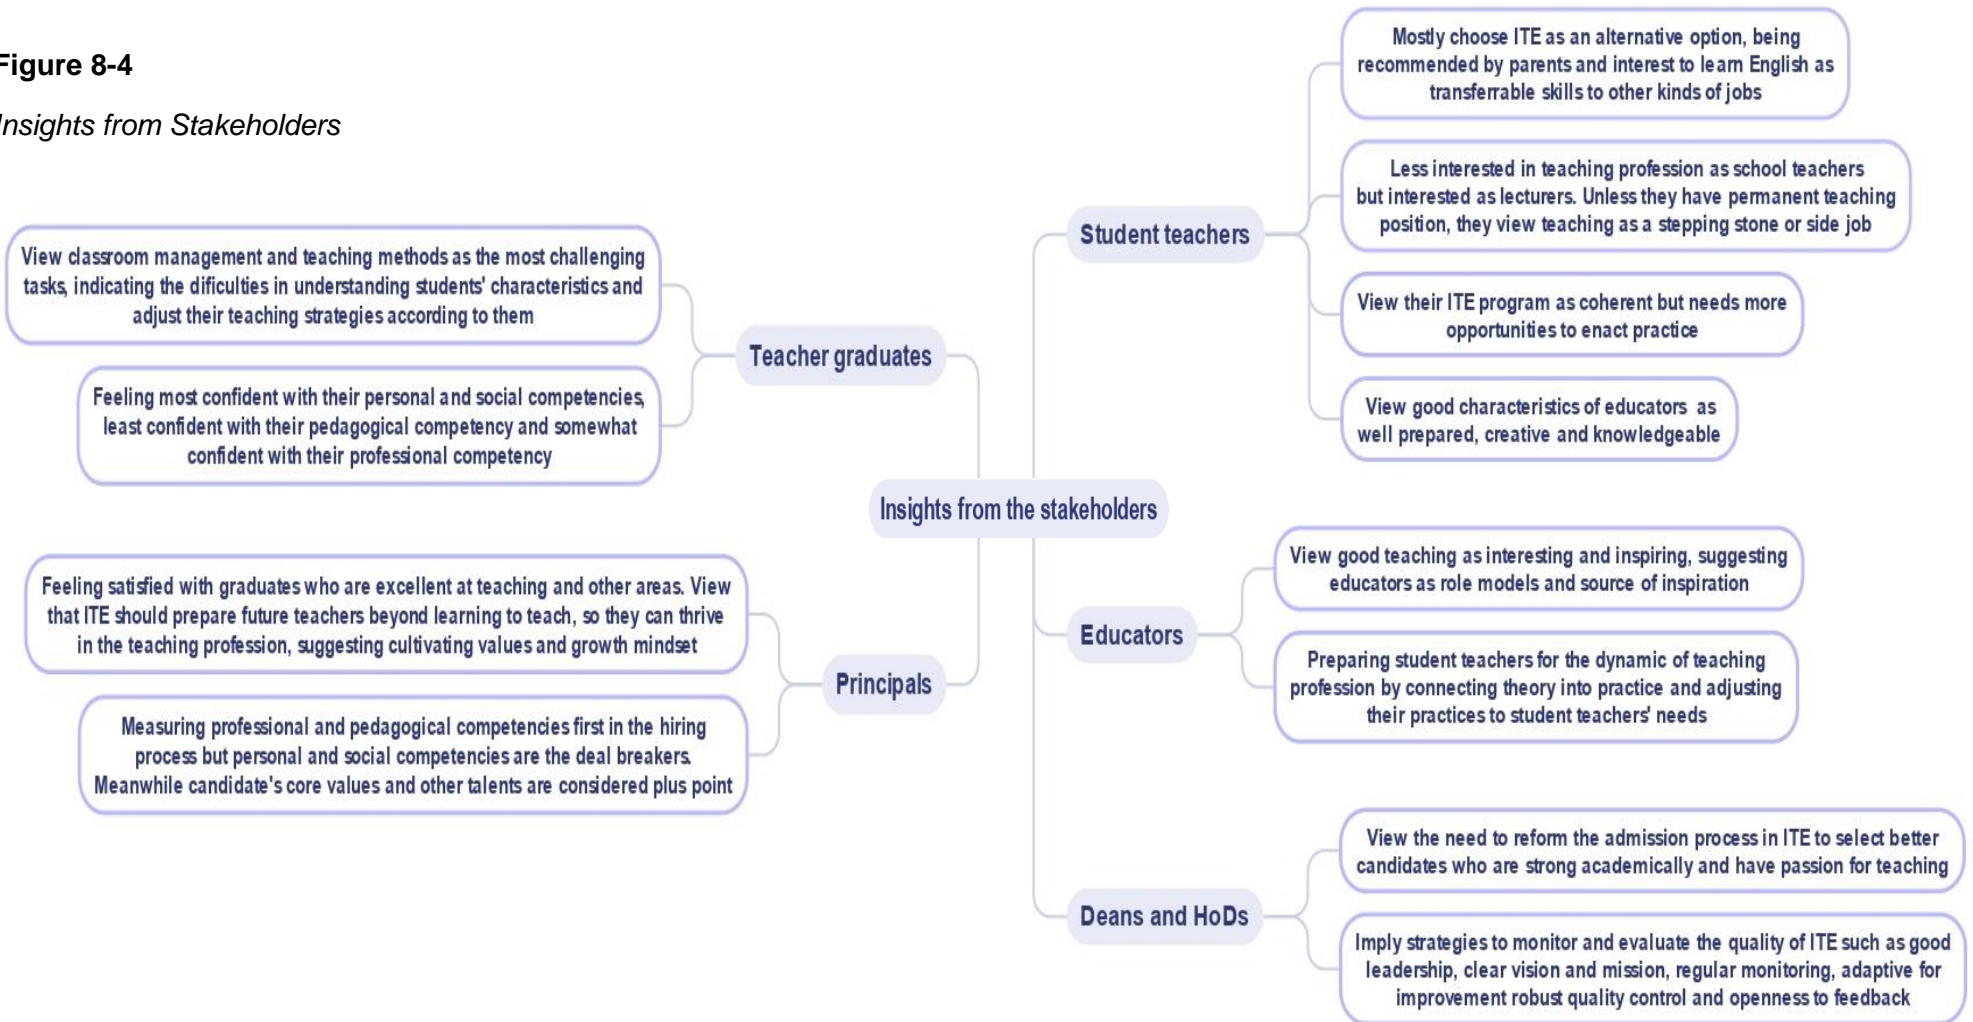 Figure 8-4
Insights from Stakeholders
View classroom management and teaching methods as the most challenging
tasks, indicating the dificulties in understanding students' characteristics and
adjust their teaching strategies according to them
Feeling most confident with their personal and social competencies,
least confident with their pedagogical competency and somewhat
confident with their professional competency
Teacher graduates
Feeling satisfied with graduates who are excellent at teaching and other areas. View
that ITE should prepare future teachers beyond learning to teach, so they can thrive
in the teaching profession, suggesting cultivating values and growth mindset
Measuring professional and pedagogical competencies first in the hiring
process but personal and social competencies are the deal breakers.
Meanwhile candidate's core values and other talents are considered plus point
Principals
Insights from the stakeholders
Student teachers
Mostly choose ITE as an alternative option, being
recommended by parents and interest to learn English as
transferrable skills to other kinds of jobs
Less interested in teaching profession as school teachers
but interested as lecturers. Unless they have permanent teaching
position, they view teaching as a stepping stone or side job
View their ITE program as coherent but needs more
opportunities to enact practice
View good characteristics of educators as
well prepared, creative and knowledgeable
Educators
View good teaching as interesting and inspiring, suggesting
educators as role models and source of inspiration
Preparing student teachers for the dynamic of teaching
profession by connecting theory into practice and adjusting
their practices to student teachers' needs
Deans and HoDs
View the need to reform the admission process in ITE to select better
candidates who are strong academically and have passion for teaching
Imply strategies to monitor and evaluate the quality of ITE such as good
leadership, clear vision and mission, regular monitoring, adaptive for
improvement robust quality control and openness to feedback